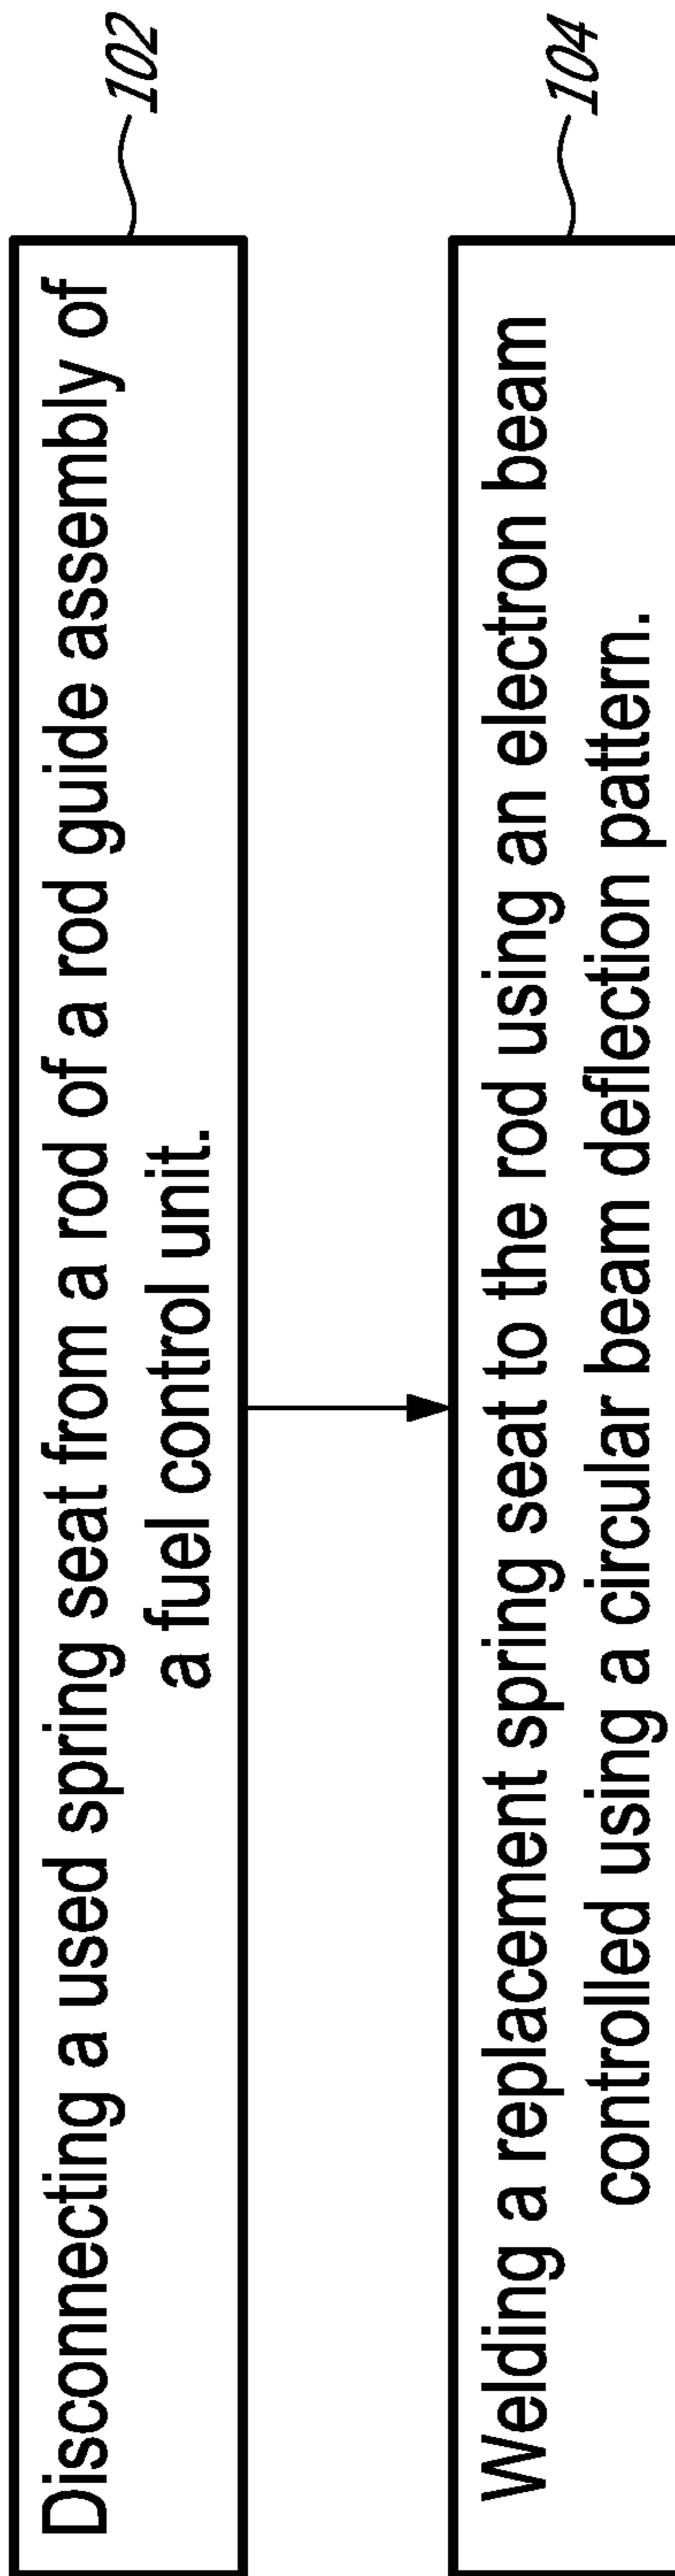 Disconnecting a used spring seat from a rod of a rod guide assembly of
a fuel control unit.
102
Welding a replacement spring seat to the rod using an electron beam
controlled using a circular beam deflection pattern.
104